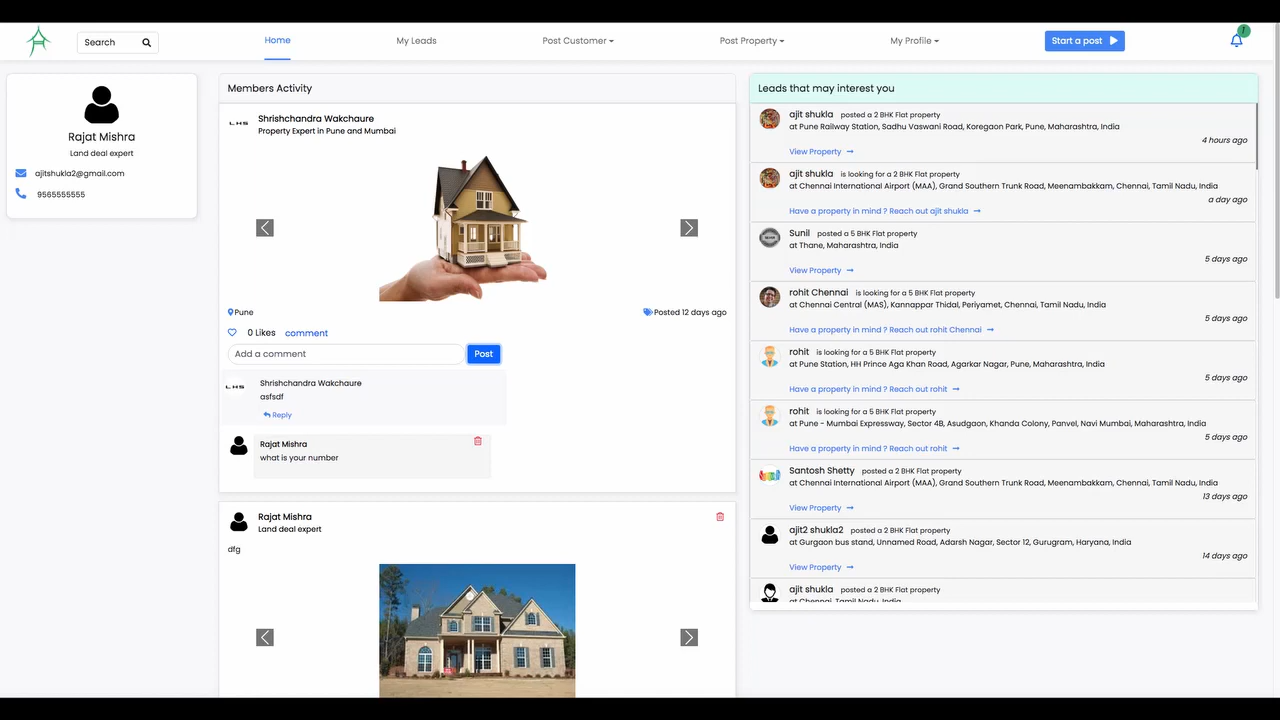 Search
Home
My Leads
Post Customer
Post Property
My Profile
Start a post
Rajat Mishra
Land deal expert
ajitshukla2@gmail.com
9565555555
Members Activity
LHS
Shrishchandra Wakchaure
Property Expert in Pune and Mumbai
Pune
Posted 12 days ago
0 Likes
comment
Add a comment
Post
LHS
Shrishchandra Wakchaure
asfsdf
Reply
Rajat Mishra
what is your number
Rajat Mishra
Land deal expert
dfg
Leads that may interest you
ajit shukla posted a 2 BHK Flat property
at Pune Railway Station, Sadhu Vaswani Road, Koregaon Park, Pune, Maharashtra, India
4 hours ago
View Property
ajit shukla is looking for a 2 BHK Flat property
at Chennai International Airport (MAA), Grand Southern Trunk Road, Meenambakkam, Chennai, Tamil Nadu, India
a day ago
Have a property in mind ? Reach out ajit shukla
Sunil posted a 5 BHK Flat property
at Thane, Maharashtra, India
5 days ago
View Property
rohit Chennai is looking for a 5 BHK Flat property
at Chennai Central (MAS), Kannappar Thidal, Periyamet, Chennai, Tamil Nadu, India
5 days ago
Have a property in mind ? Reach out rohit Chennai
rohit is looking for a 5 BHK Flat property
at Pune Station, HH Prince Aga Khan Road, Agarkar Nagar, Pune, Maharashtra, India
5 days ago
Have a property in mind ? Reach out rohit
rohit is looking for a 5 BHK Flat property
at Pune - Mumbai Expressway, Sector 4B, Asudgaon, Khanda Colony, Panvel, Navi Mumbai, Maharashtra, India
5 days ago
Have a property in mind ? Reach out rohit
Santosh Shetty posted a 2 BHK Flat property
at Chennai International Airport (MAA), Grand Southern Trunk Road, Meenambakkam, Chennai, Tamil Nadu, India
13 days ago
View Property
ajit2 shukla2 posted a 2 BHK Flat property
at Gurgaon bus stand, Unnamed Road, Adarsh Nagar, Sector 12, Gurugram, Haryana, India
14 days ago
View Property
ajit shukla posted a 2 BHK Flat property
at Chennai, Tamil Nadu, India